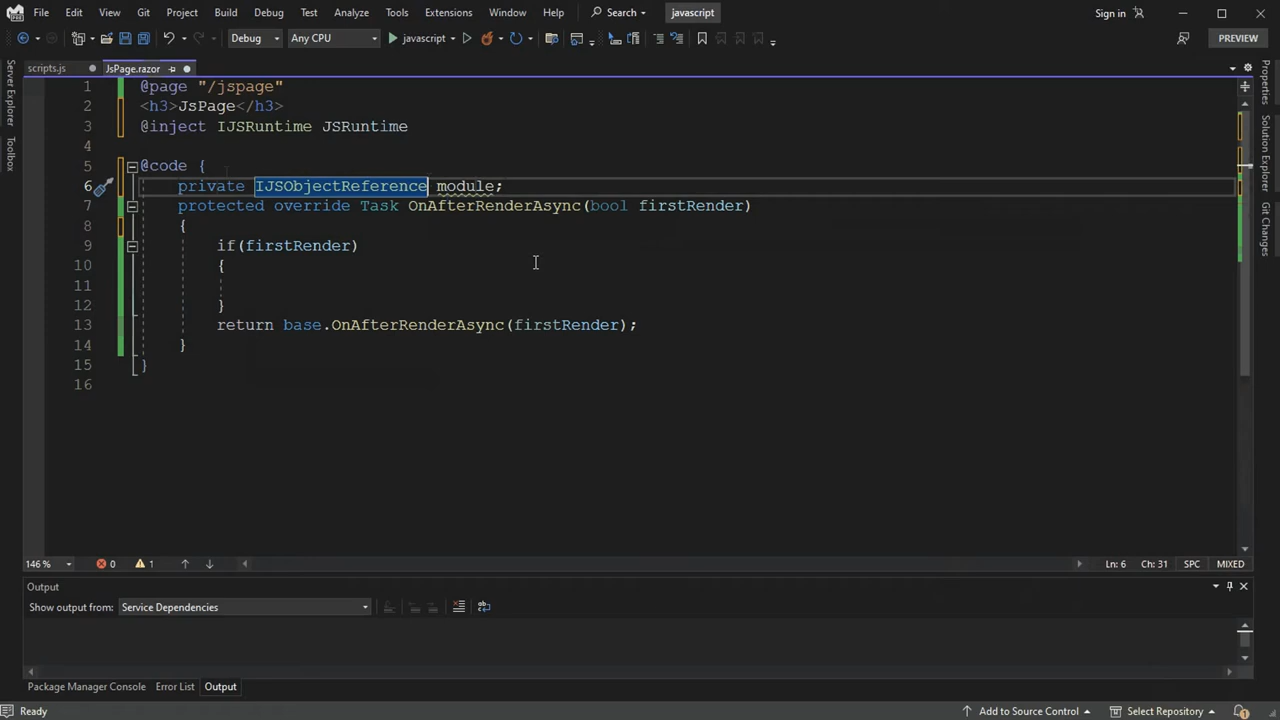 File Edit View Git Project Build Debug Test Analyze Tools Extensions Window Help Search javascript Sign in
Debug Any CPU javascript PREVIEW
scripts.js JsPage.razor
Server Explorer
Toolbox
1 @page "/jspage"
2 <h3>JsPage</h3>
3 @inject IJSRuntime JSRuntime
4
5 @code {
6 private IJSObjectReference module;
7 protected override Task OnAfterRenderAsync(bool firstRender)
8 {
9 if(firstRender)
10 {
11
12 }
13 return base.OnAfterRenderAsync(firstRender);
14 }
15 }
16
Properties
Solution Explorer
Git Changes
146 % 0 1 Ln: 6 Ch: 31 SPC MIXED
Output
Show output from: Service Dependencies
Package Manager Console Error List Output
Ready Add to Source Control Select Repository 1